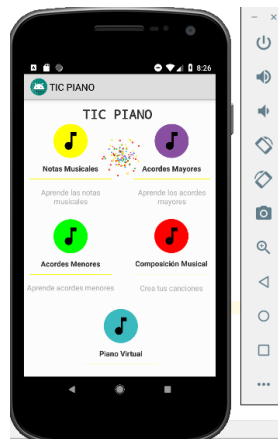 8:26
TIC PIANO
TIC PIANO
Notas Musicales
Acordes Mayores
Aprende las notas musicales
Aprende los acordes mayores
Acordes Menores
Composición Musical
Aprende acordes menores
Crea tus canciones
Piano Virtual